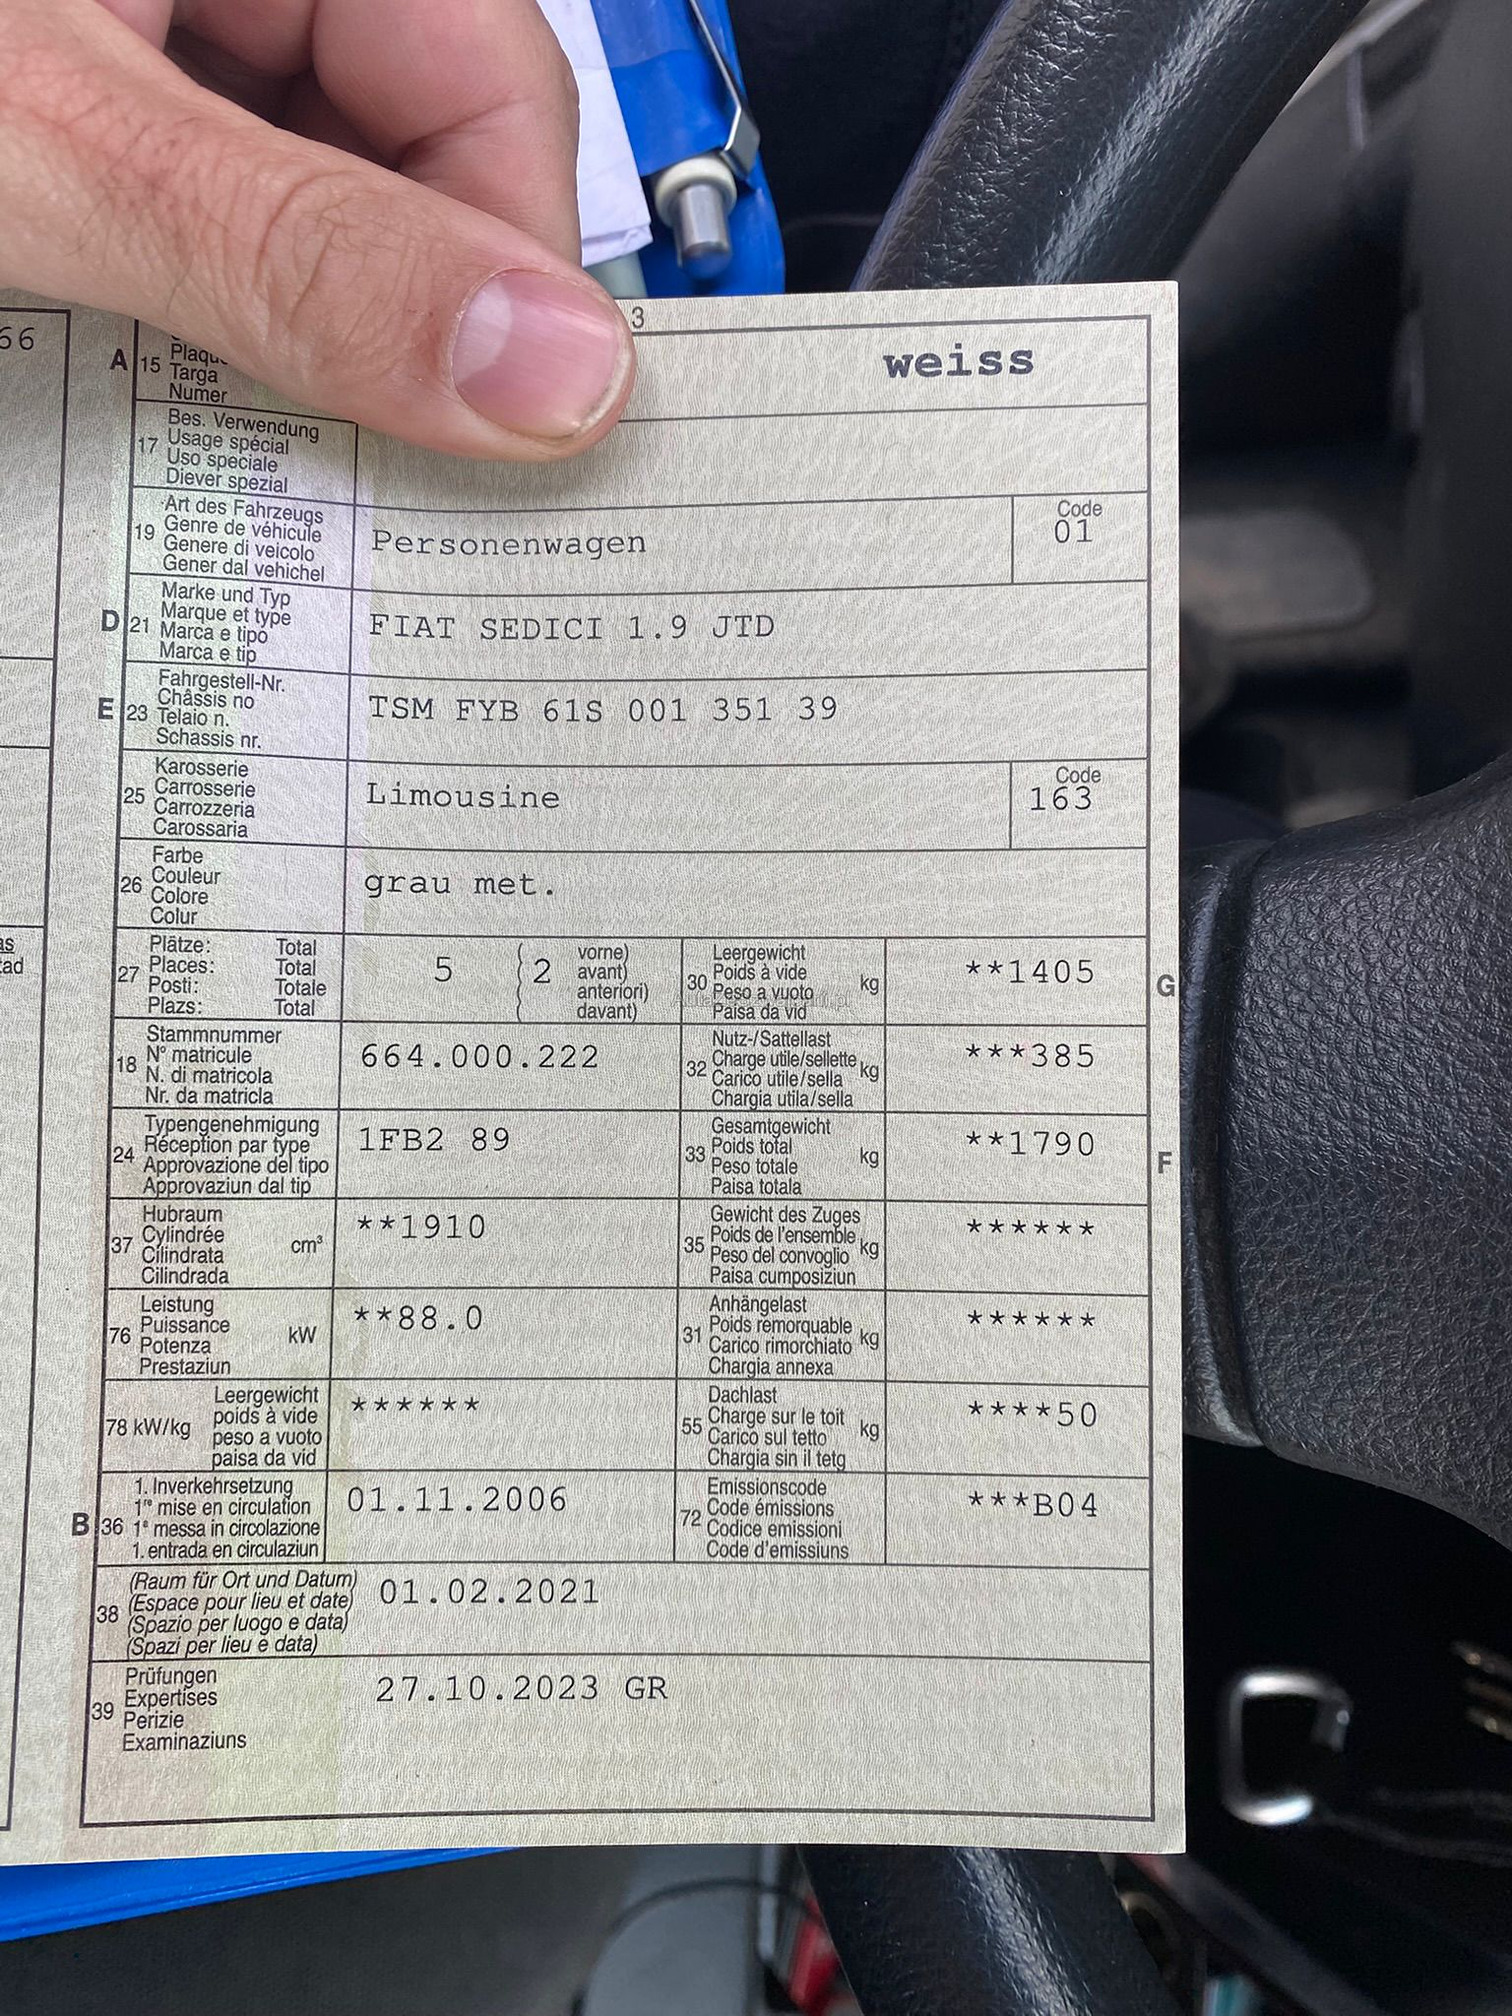 66
as
tad
3
A 15 Plaqu
Targa
Numer
weiss
17 Bes. Verwendung
Usage spécial
Uso speciale
Diever spezial
19 Art des Fahrzeugs
Genre de véhicule
Genere di veicolo
Gener dal vehichel
Personenwagen
Code
01
D 21 Marke und Typ
Marque et type
Marca e tipo
Marca e tip
FIAT SEDICI 1.9 JTD
E 23 Fahrgestell-Nr.
Châssis no
Telaio n.
Schassis nr.
TSM FYB 61S 001 351 39
25 Karosserie
Carrosserie
Carrozzeria
Carossaria
Limousine
Code
163
26 Farbe
Couleur
Colore
Colur
grau met.
27 Plätze: Total
Places: Total
Posti: Totale
Plazs: Total
5 ( 2 vorne)
avant)
anteriori)
davant)
30 Leergewicht
Poids à vide kg
Peso a vuoto
Paisa da vid
**1405 G
18 Stammnummer
N° matricule
N. di matricola
Nr. da matricla
664.000.222
32 Nutz-/Sattellast
Charge utile/sellette kg
Carico utile/sella
Chargia utila/sella
***385
24 Typengenehmigung
Réception par type
Approvazione del tipo
Approvaziun dal tip
1FB2 89
33 Gesamtgewicht
Poids total kg
Peso totale
Paisa totala
**1790 F
37 Hubraum
Cylindrée cm³
Cilindrata
Cilindrada
**1910
35 Gewicht des Zuges
Poids de l'ensemble kg
Peso del convoglio
Paisa cumposiziun
******
76 Leistung
Puissance kW
Potenza
Prestaziun
**88.0
31 Anhängelast
Poids remorquable kg
Carico rimorchiato
Chargia annexa
******
78 kW/kg Leergewicht
poids à vide
peso a vuoto
paisa da vid
******
55 Dachlast
Charge sur le toit kg
Carico sul tetto
Chargia sin il tetg
****50
B 36 1. Inverkehrsetzung
1re mise en circulation
1a messa in circolazione
1. entrada en circulaziun
01.11.2006
72 Emissionscode
Code émissions
Codice emissioni
Code d'emissiuns
***B04
38 (Raum für Ort und Datum)
(Espace pour lieu et date)
(Spazio per luogo e data)
(Spazi per lieu e data)
01.02.2021
39 Prüfungen
Expertises
Perizie
Examinaziuns
27.10.2023 GR